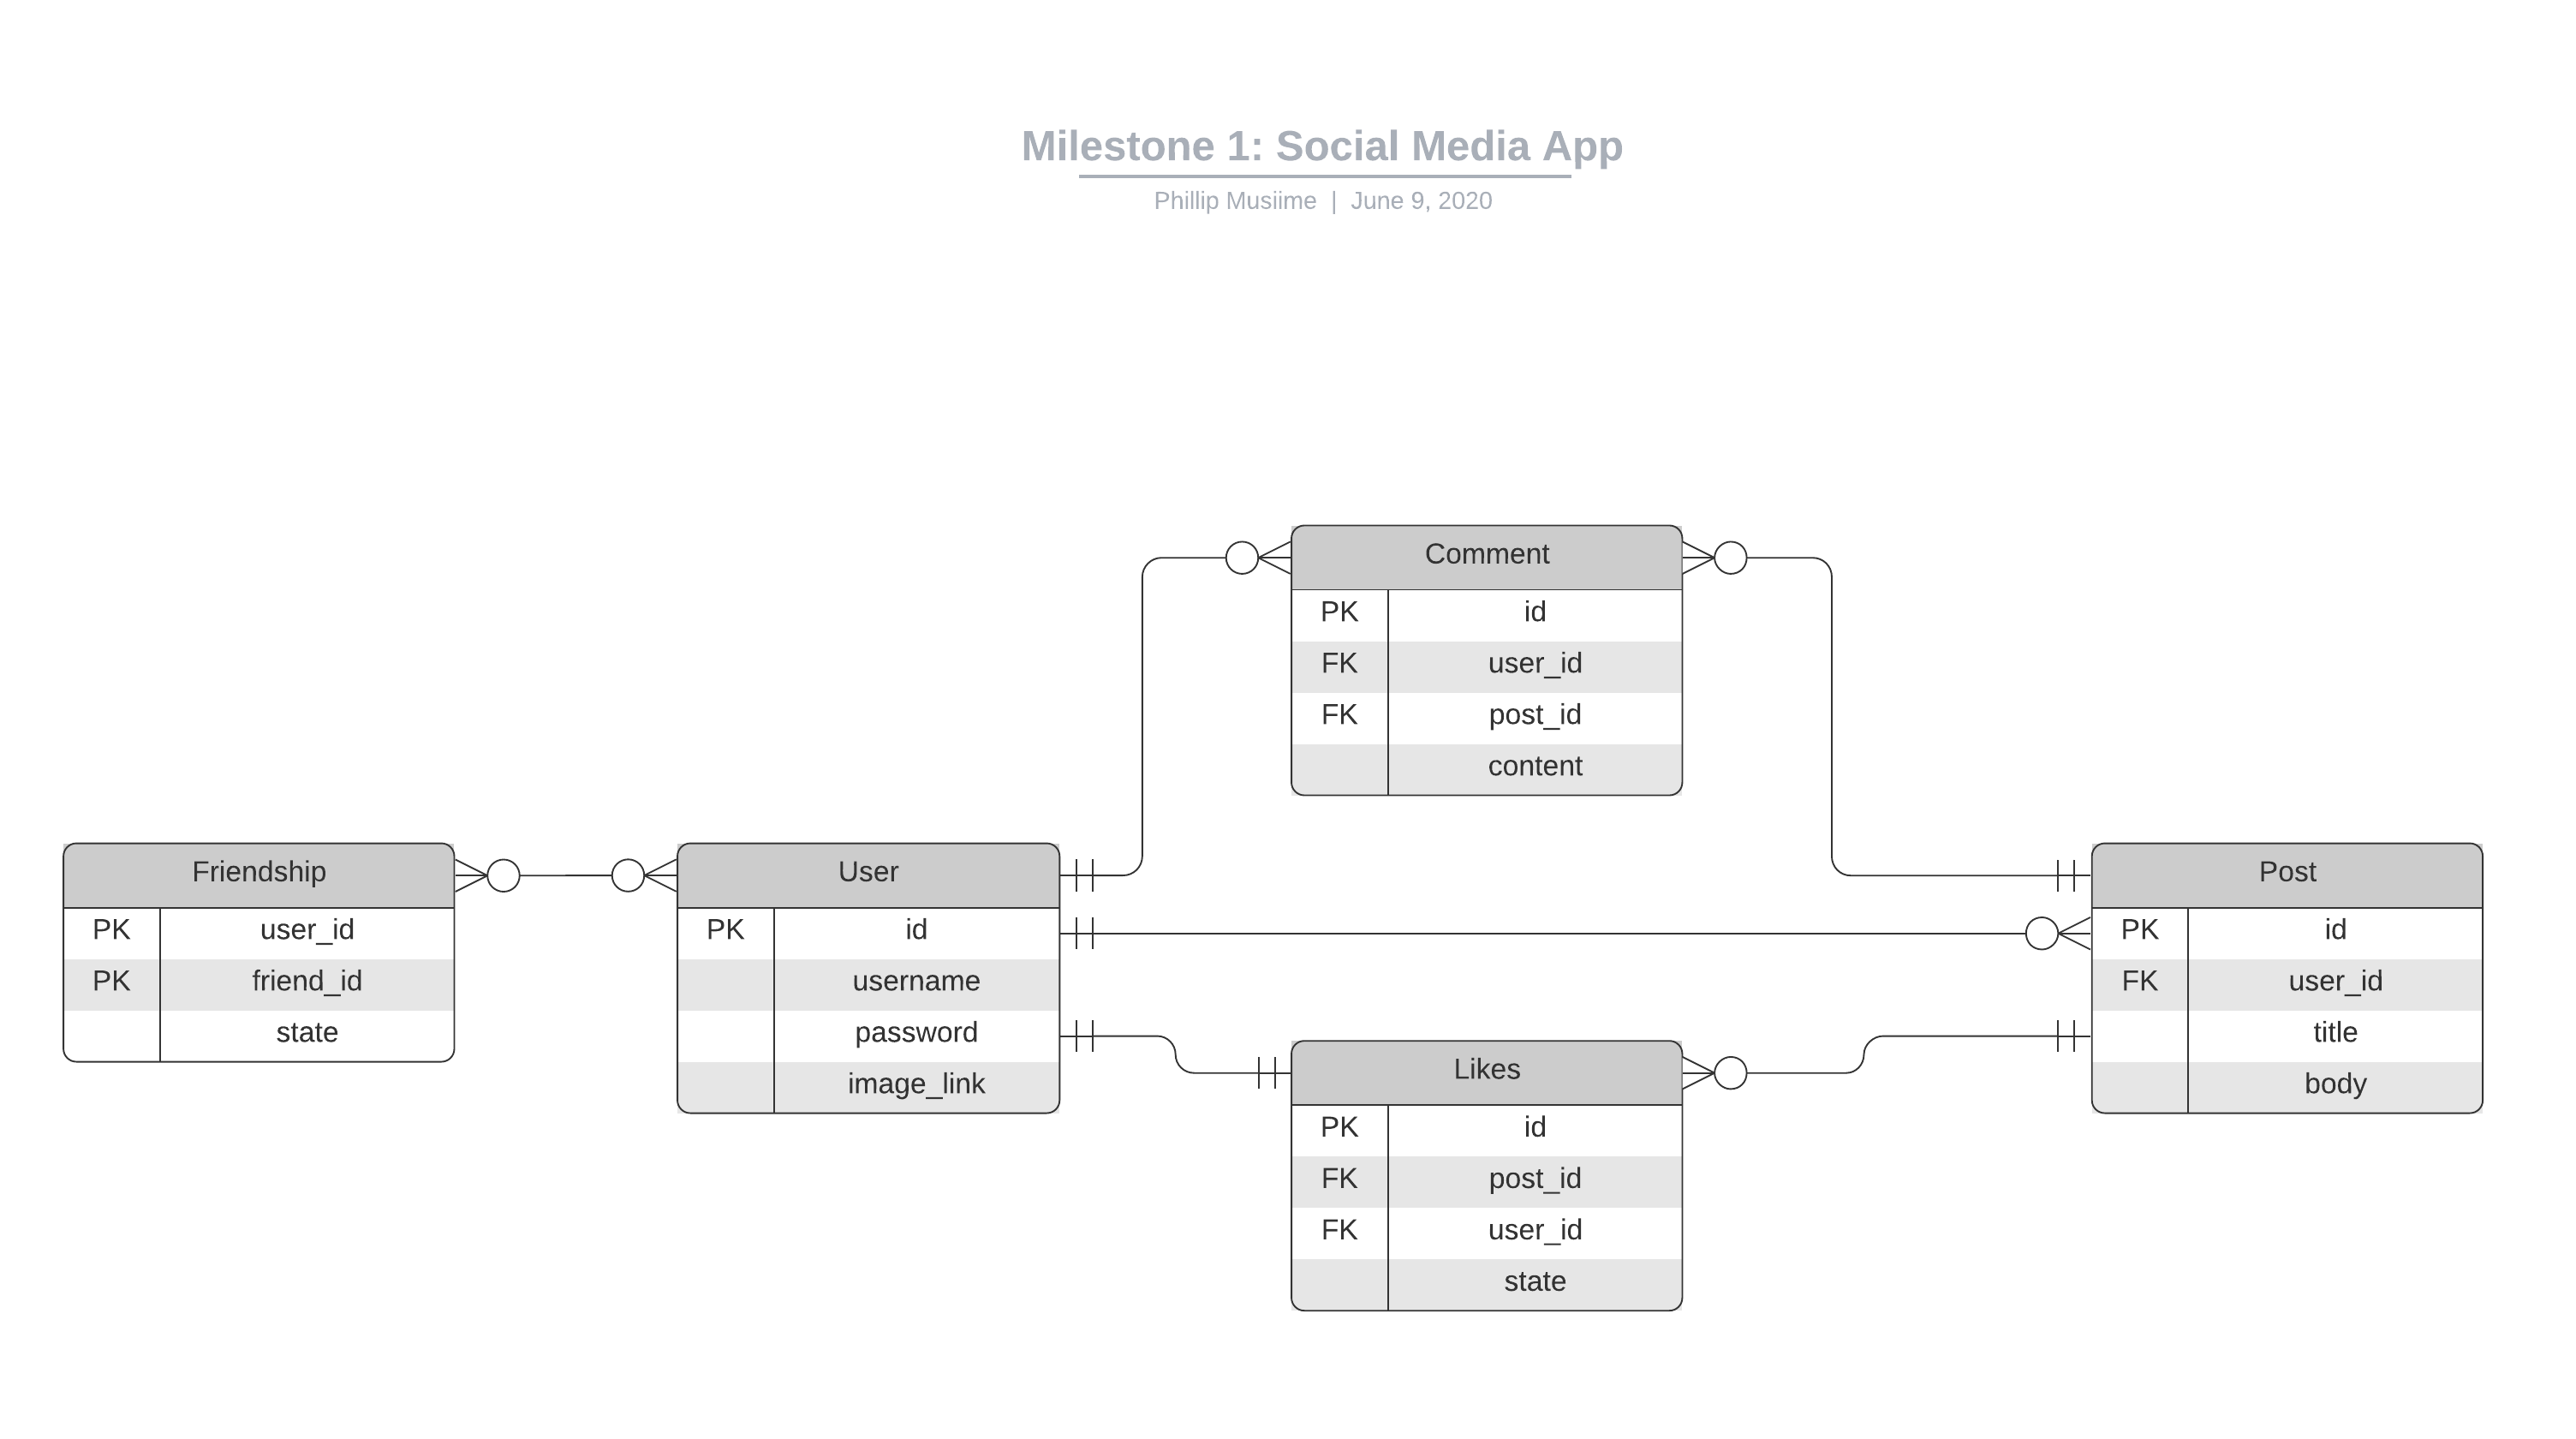 Milestone 1: Social Media App
Phillip Musiime | June 9, 2020
Comment
PK id
FK user_id
FK post_id
content
Friendship
PK user_id
PK friend_id
state
User
PK id
username
password
image_link
Post
PK id
FK user_id
title
body
Likes
PK id
FK post_id
FK user_id
state